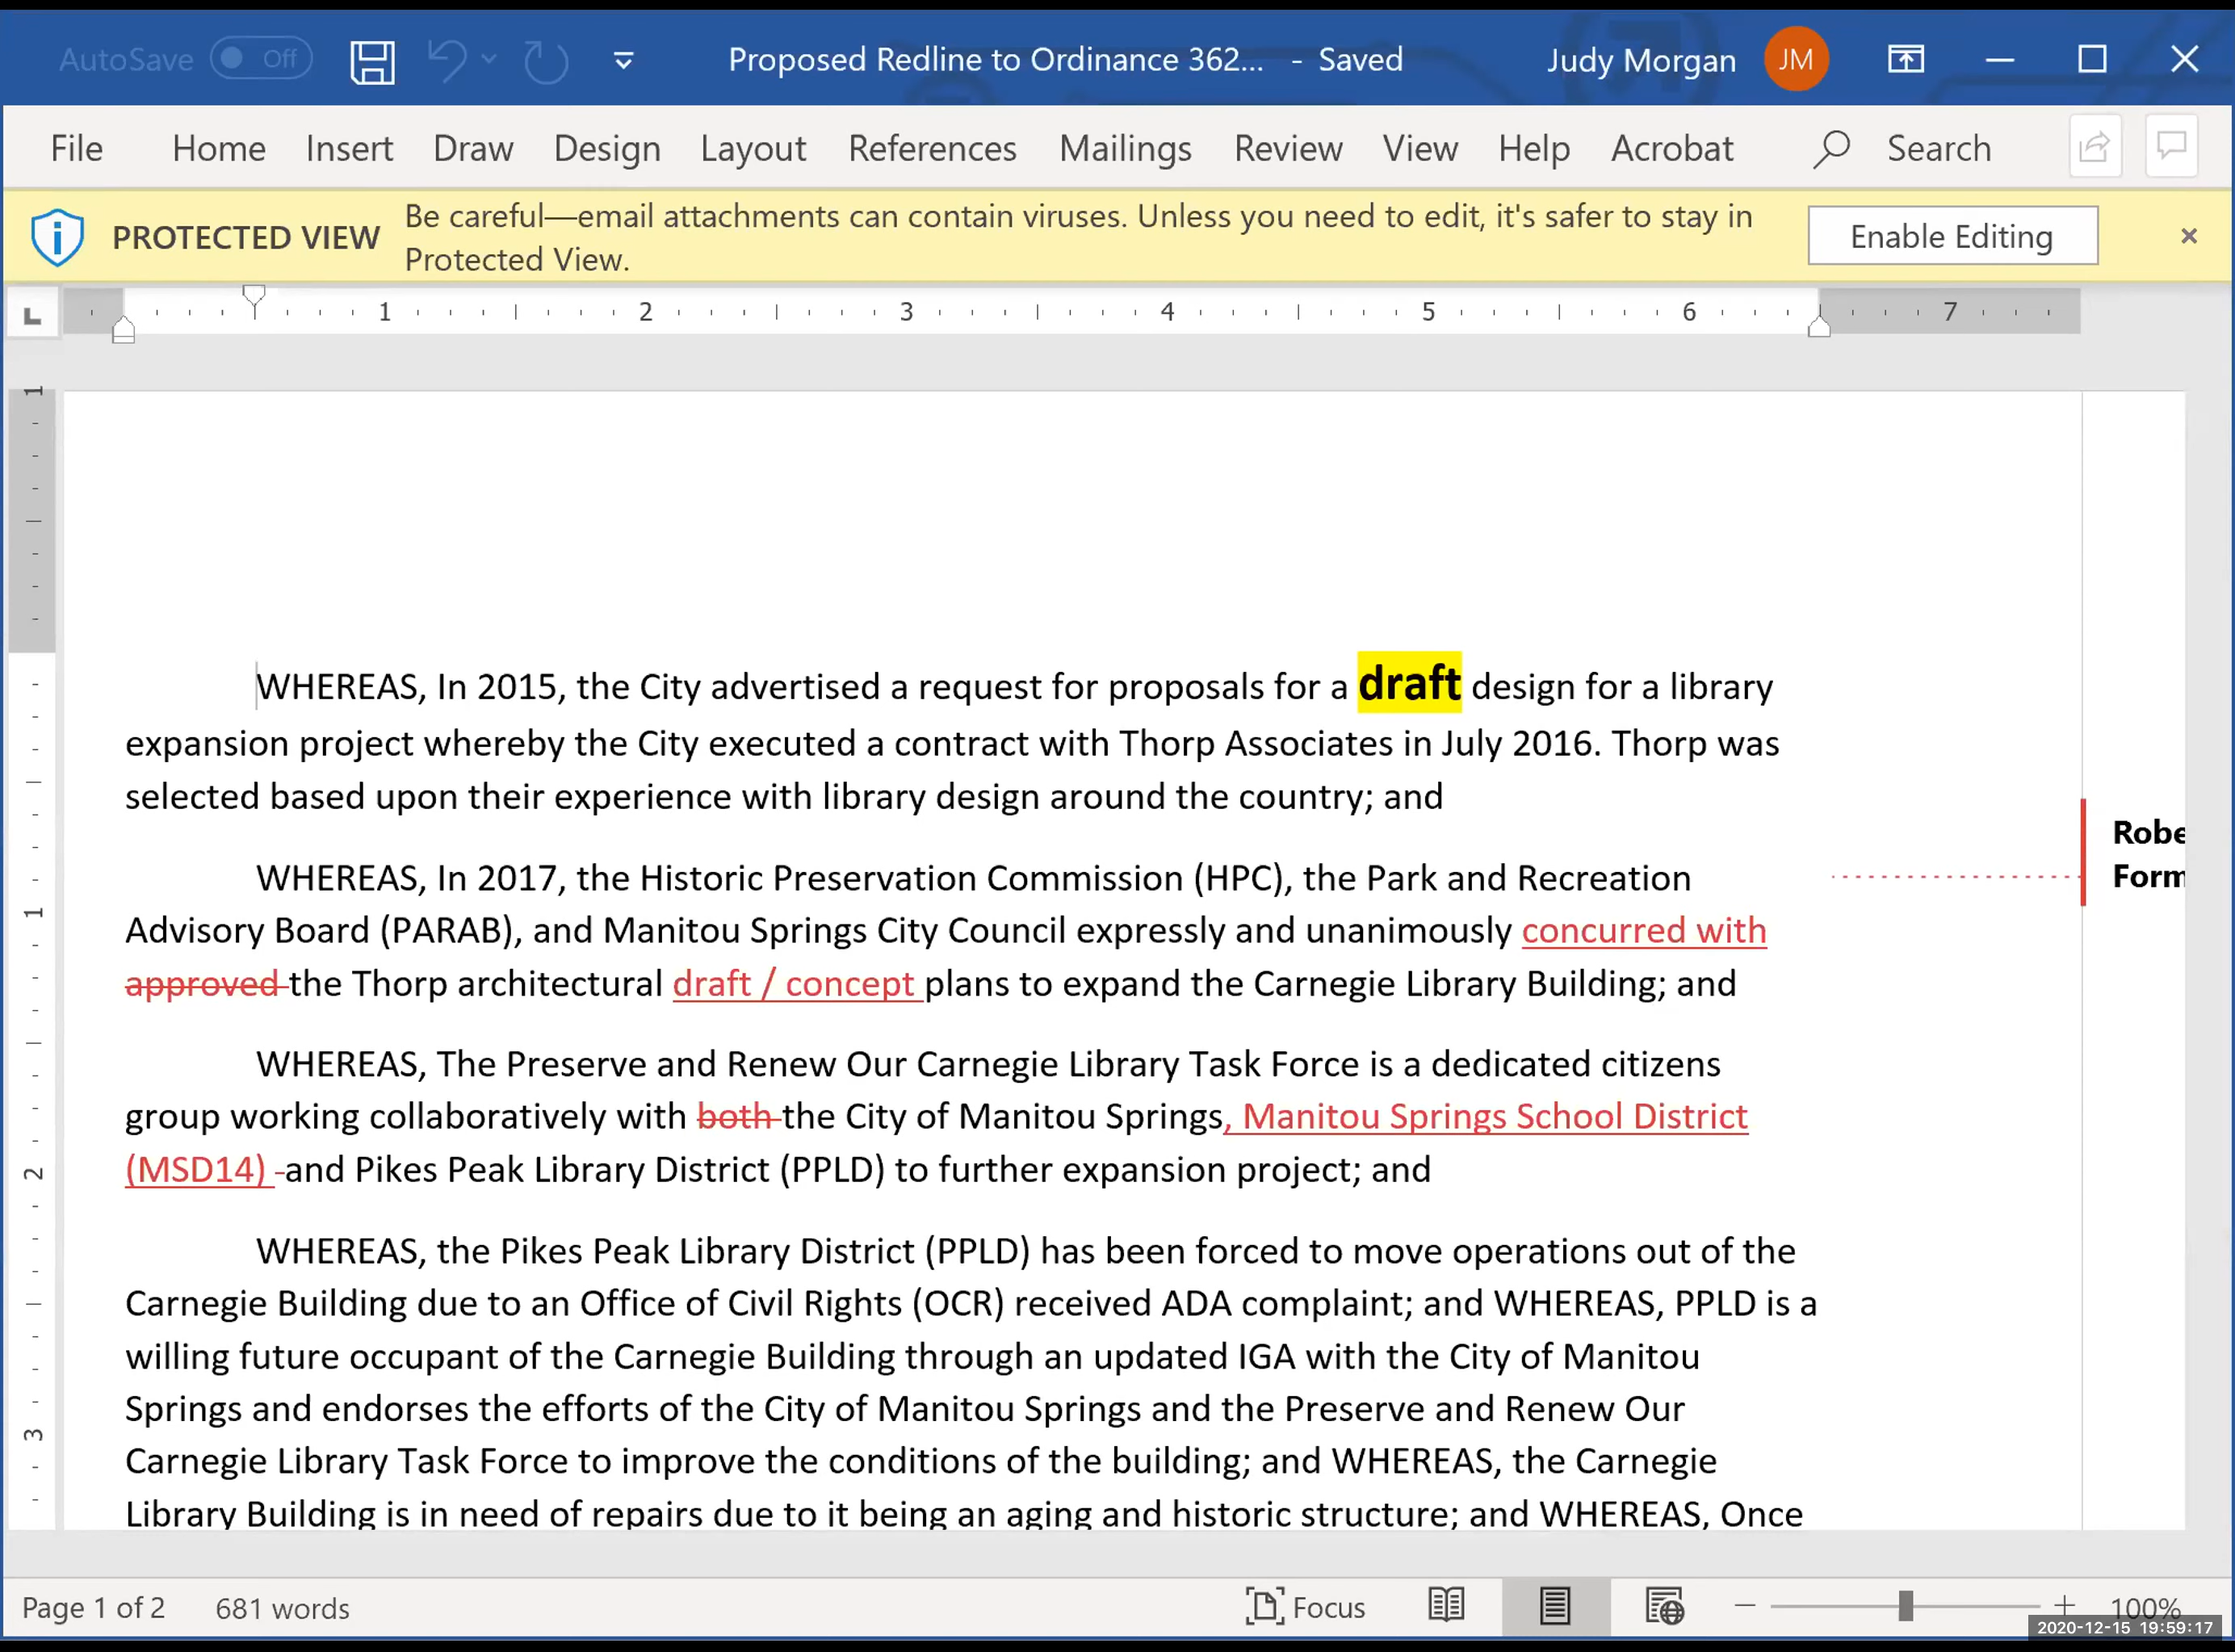 AutoSave Off Proposed Redline to Ordinance 362... - Saved Judy Morgan JM
File Home Insert Draw Design Layout References Mailings Review View Help Acrobat Search
PROTECTED VIEW Be careful—email attachments can contain viruses. Unless you need to edit, it's safer to stay in
Protected View.
Enable Editing
1 2 3 4 5 6 7
1
WHEREAS, In 2015, the City advertised a request for proposals for a draft design for a library
expansion project whereby the City executed a contract with Thorp Associates in July 2016. Thorp was
selected based upon their experience with library design around the country; and
Robe
WHEREAS, In 2017, the Historic Preservation Commission (HPC), the Park and Recreation
Form
1
Advisory Board (PARAB), and Manitou Springs City Council expressly and unanimously concurred with
approved the Thorp architectural draft / concept plans to expand the Carnegie Library Building; and
WHEREAS, The Preserve and Renew Our Carnegie Library Task Force is a dedicated citizens
group working collaboratively with both the City of Manitou Springs, Manitou Springs School District
2
(MSD14) -and Pikes Peak Library District (PPLD) to further expansion project; and
WHEREAS, the Pikes Peak Library District (PPLD) has been forced to move operations out of the
Carnegie Building due to an Office of Civil Rights (OCR) received ADA complaint; and WHEREAS, PPLD is a
willing future occupant of the Carnegie Building through an updated IGA with the City of Manitou
Springs and endorses the efforts of the City of Manitou Springs and the Preserve and Renew Our
3
Carnegie Library Task Force to improve the conditions of the building; and WHEREAS, the Carnegie
Library Building is in need of repairs due to it being an aging and historic structure; and WHEREAS, Once
Page 1 of 2 681 words Focus 100%
2020-12-15 19:59:17